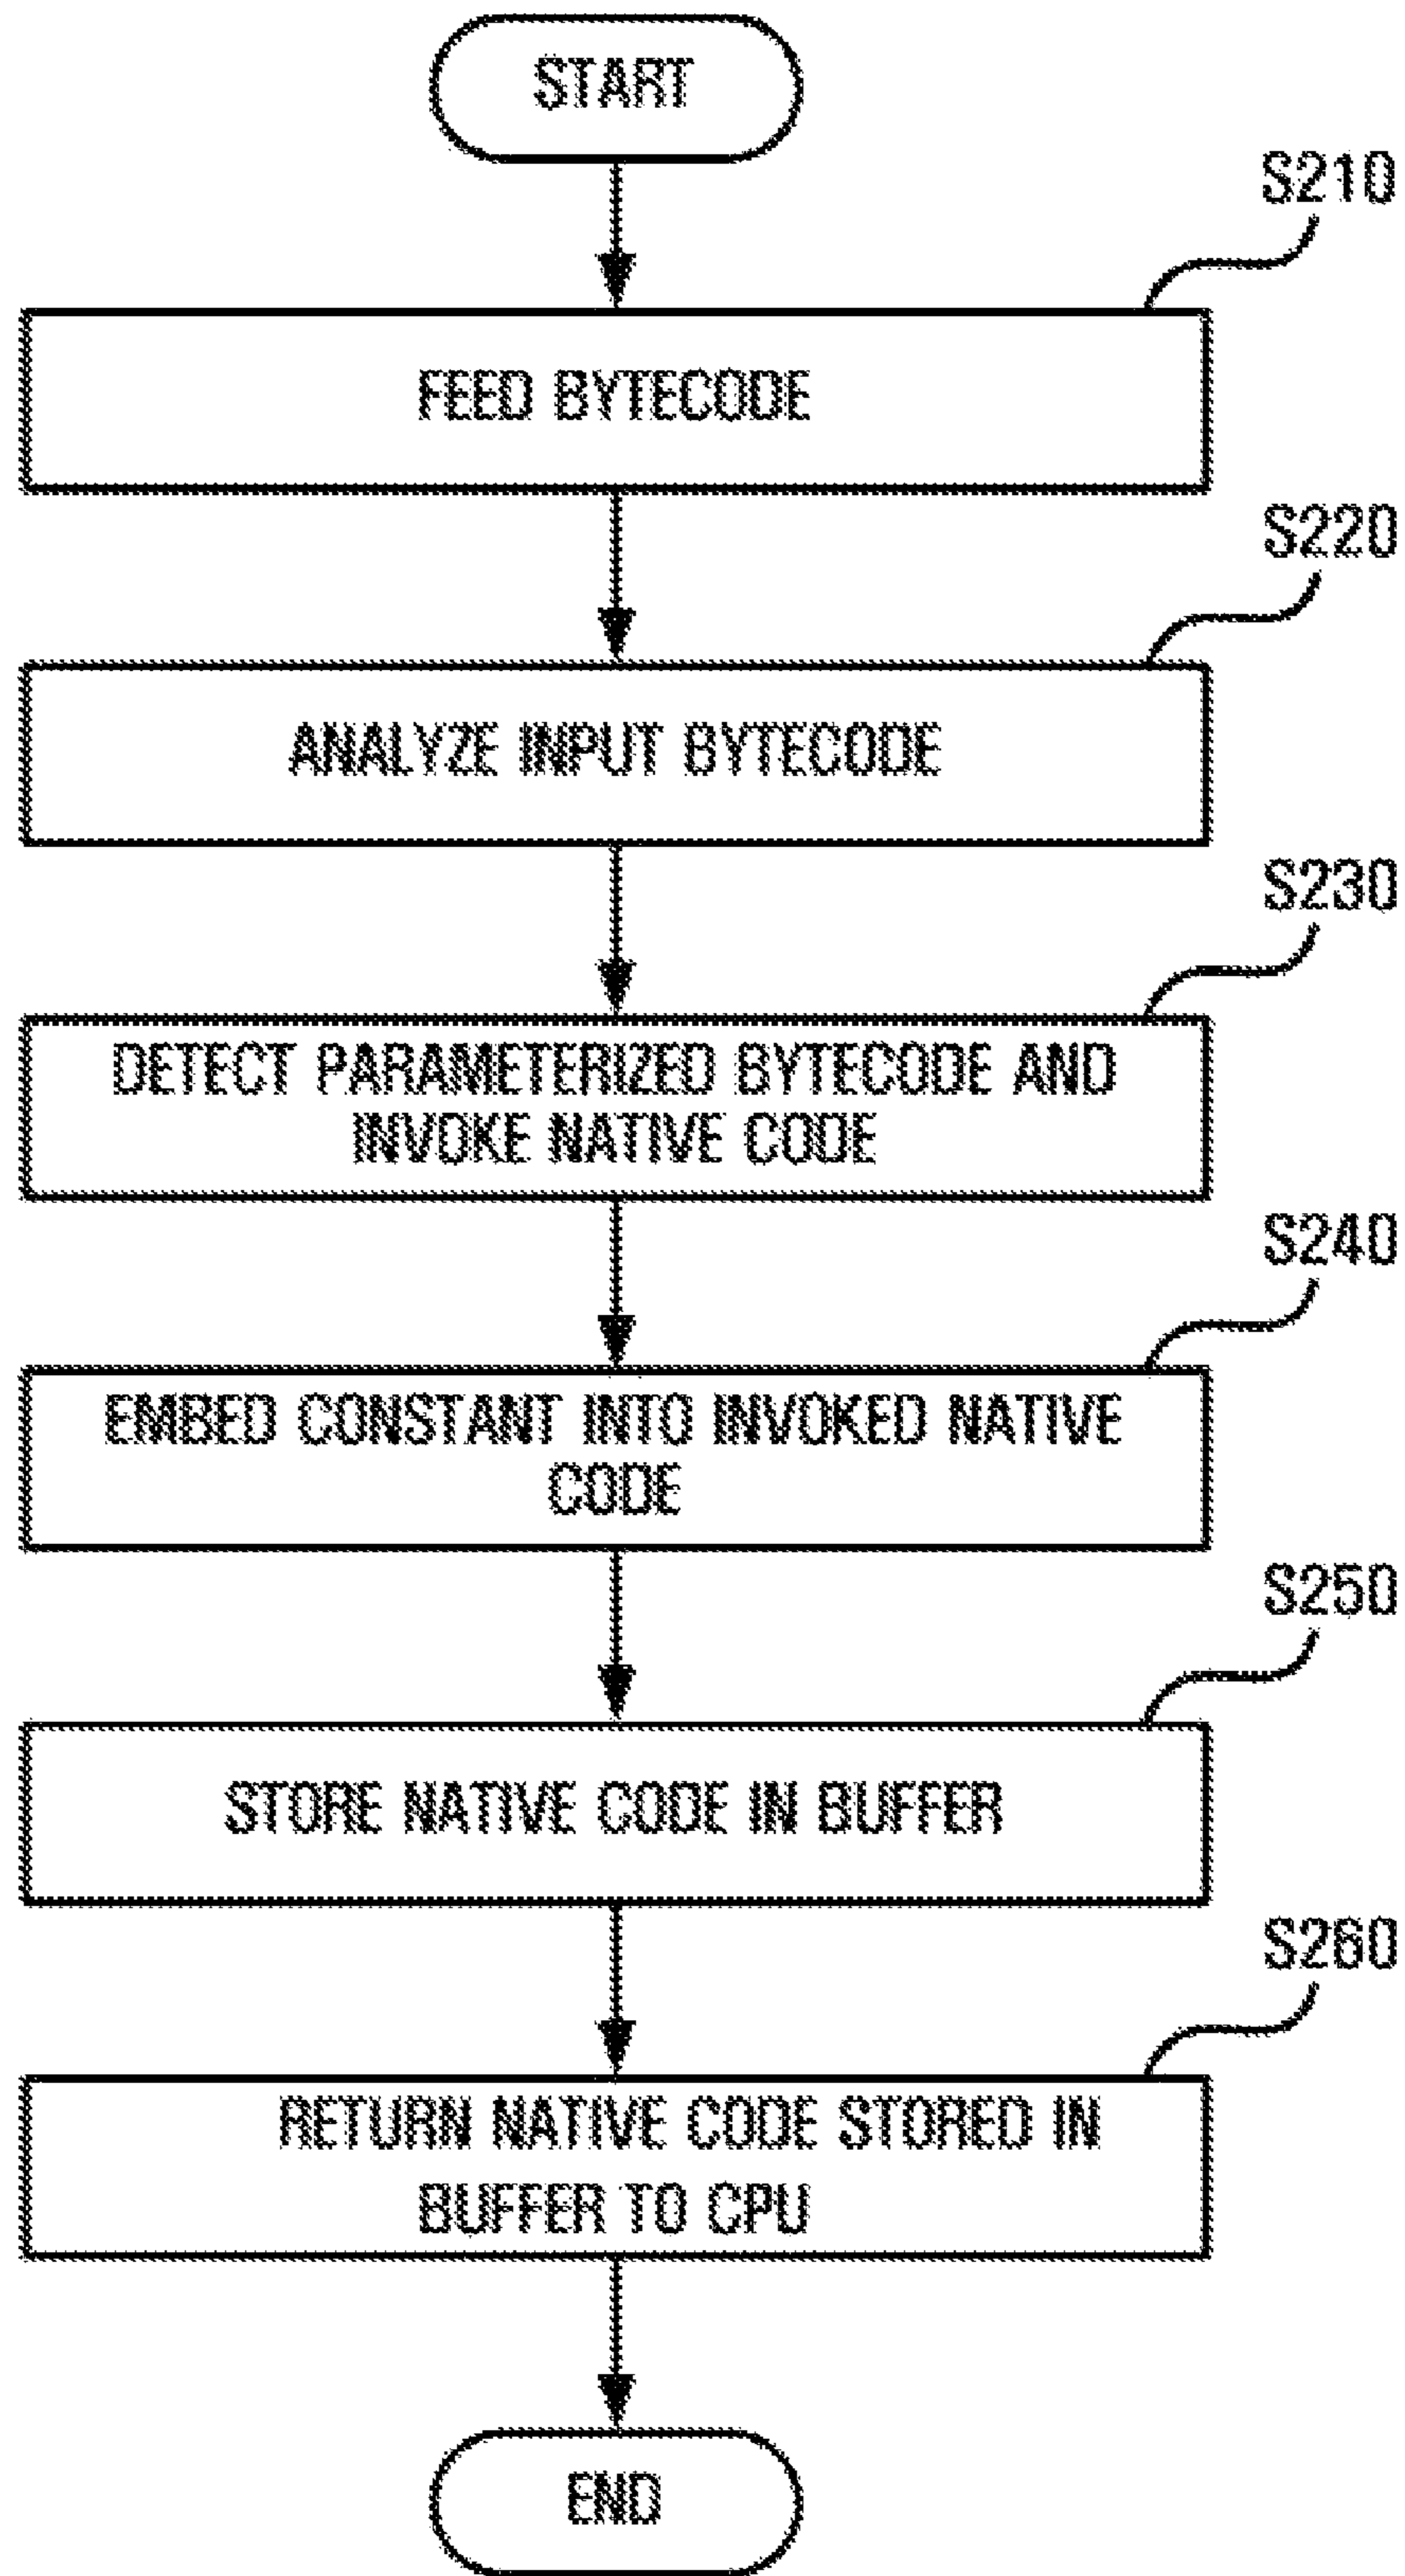 START
S210
FEED BYTECODE
S220
ANALYZE INPUT BYTECODE
S230
DETECT PARAMETERIZED BYTECODE AND
INVOKE NATIVE CODE
S240
EMBED CONSTANT INTO INVOKED NATIVE
CODE
S250
STORE NATIVE CODE IN BUFFER
S260
RETURN NATIVE CODE STORED IN
BUFFER TO CPU
END